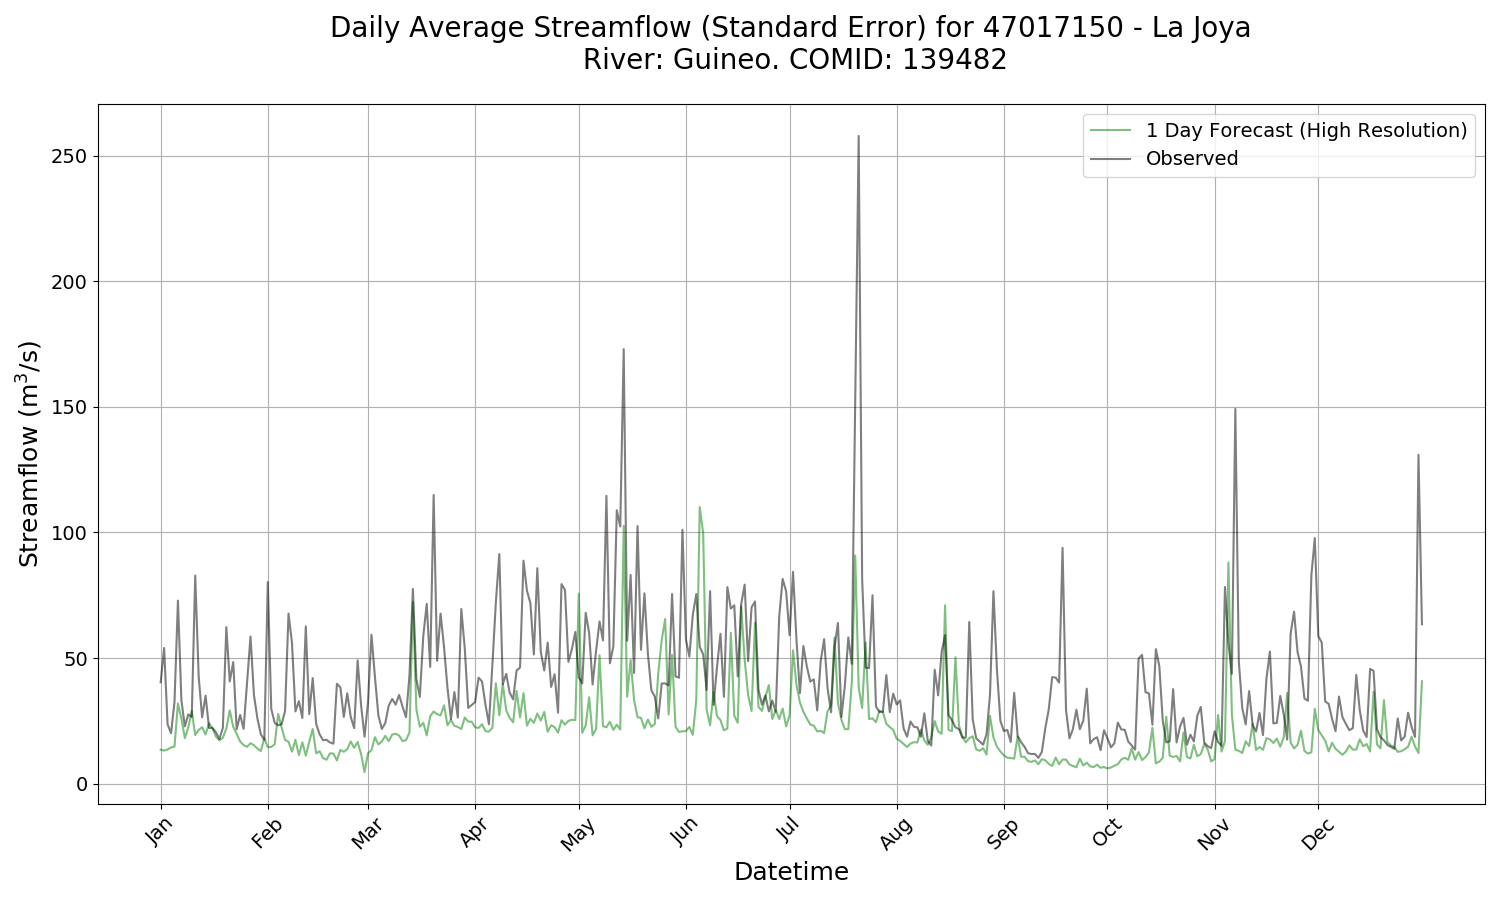 Daily Average Streamflow (Standard Error) for 47017150 - La Joya
River: Guineo. COMID: 139482
1 Day Forecast (High Resolution)
Observed
Streamflow (m³/s)
250
200
150
100
50
0
Jan
Feb
Mar
Apr
May
Jun
Jul
Aug
Sep
Oct
Nov
Dec
Datetime